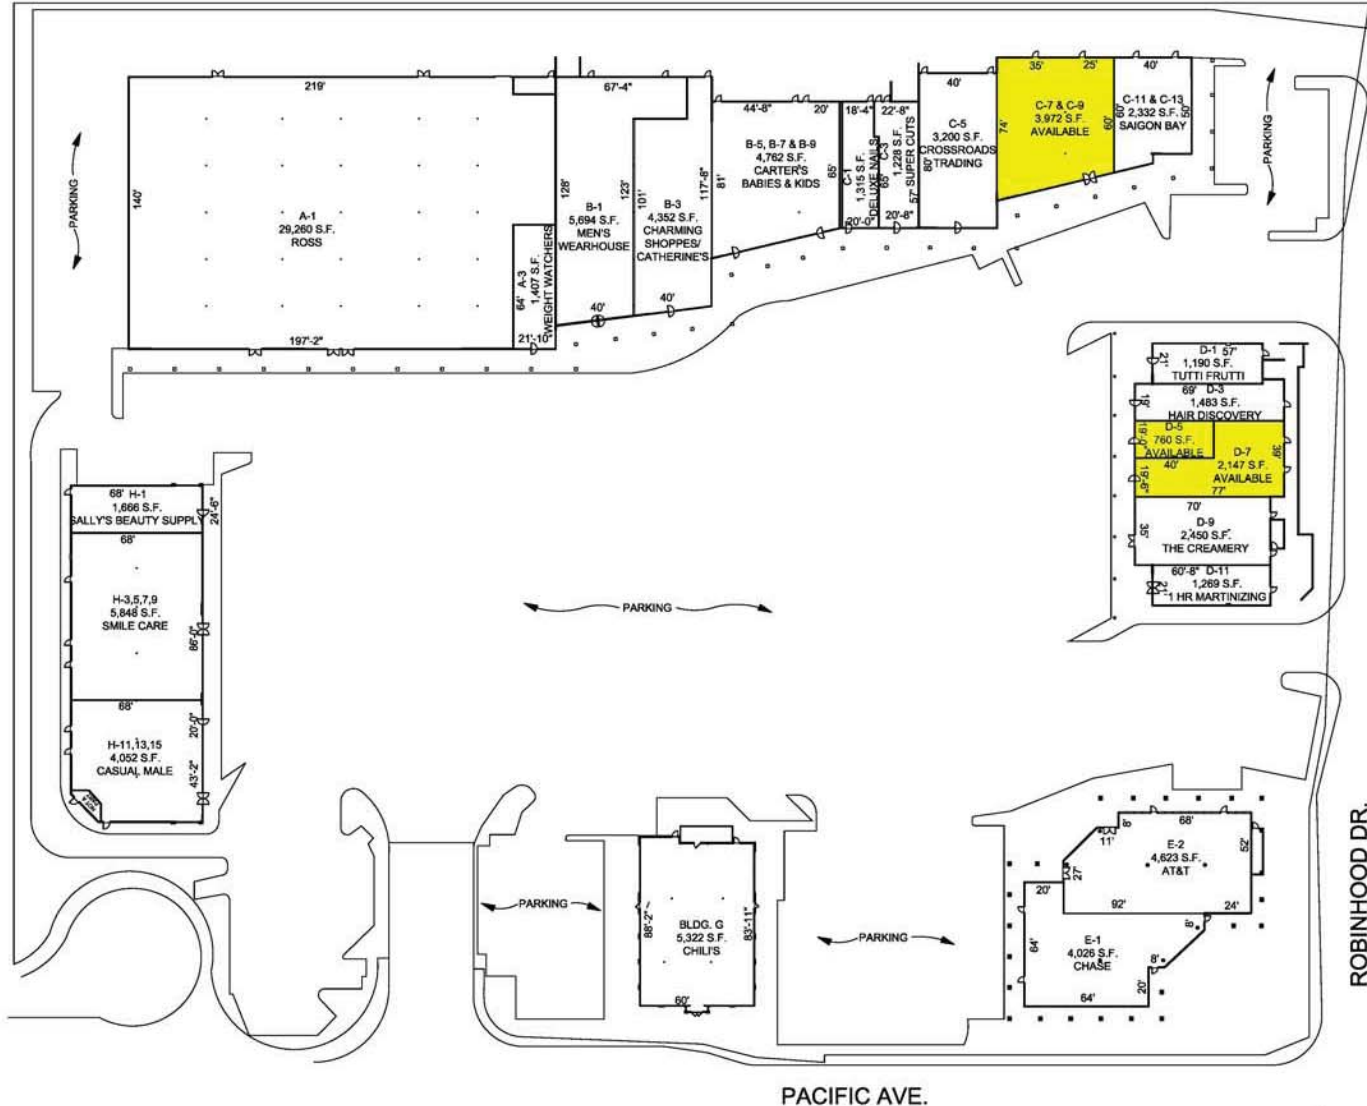 219'
140'
A-1
29,260 S.F.
ROSS
197'-2"
PARKING
A-3
1,407 S.F.
WEIGHT WATCHERS
64'
21'-10"
67'-4"
128'
B-1
5,694 S.F.
MEN'S
WEARHOUSE
123'
40'
101'
B-3
4,352 S.F.
CHARMING
SHOPPES/
CATHERINE'S
117'-8"
40'
44'-8"
20'
B-5, B-7 & B-9
4,762 S.F.
CARTER'S
BABIES & KIDS
81'
65'
18'-4"
C-1
1,315 S.F.
DELUXE NAILS
65'
20'-0"
22'-8"
C-3
1,228 S.F.
SUPER CUTS
57'
20'-8"
40'
C-5
3,200 S.F.
CROSSROADS
TRADING
80'
74'
35'
25'
C-7 & C-9
3,972 S.F.
AVAILABLE
60'
40'
C-11 & C-13
2,332 S.F.
SAIGON BAY
60'
50'
PARKING
D-1
57'
1,190 S.F.
TUTTI FRUTTI
21'
69'
D-3
1,483 S.F.
HAIR DISCOVERY
19'
D-5
760 S.F.
AVAILABLE
19'-0"
40'
D-7
2,147 S.F.
AVAILABLE
39'
19'-6"
77'
70'
D-9
2,450 S.F.
THE CREAMERY
35'
60'-8"
D-11
1,269 S.F.
1 HR MARTINIZING
21'
68'
H-1
1,666 S.F.
SALLY'S BEAUTY SUPPLY
24'-6"
68'
H-3,5,7,9
5,848 S.F.
SMILE CARE
86'-0"
68'
H-11,13,15
4,052 S.F.
CASUAL MALE
20'-0"
43'-2"
PARKING
PARKING
BLDG. G
5,322 S.F.
CHILI'S
88'-2"
83'-11"
60'
PARKING
68'
8'
11'
E-2
4,623 S.F.
AT&T
52'
27'
20'
92'
24'
E-1
4,026 S.F.
CHASE
64'
8'
8'
20'
64'
ROBINHOOD DR.
PACIFIC AVE.